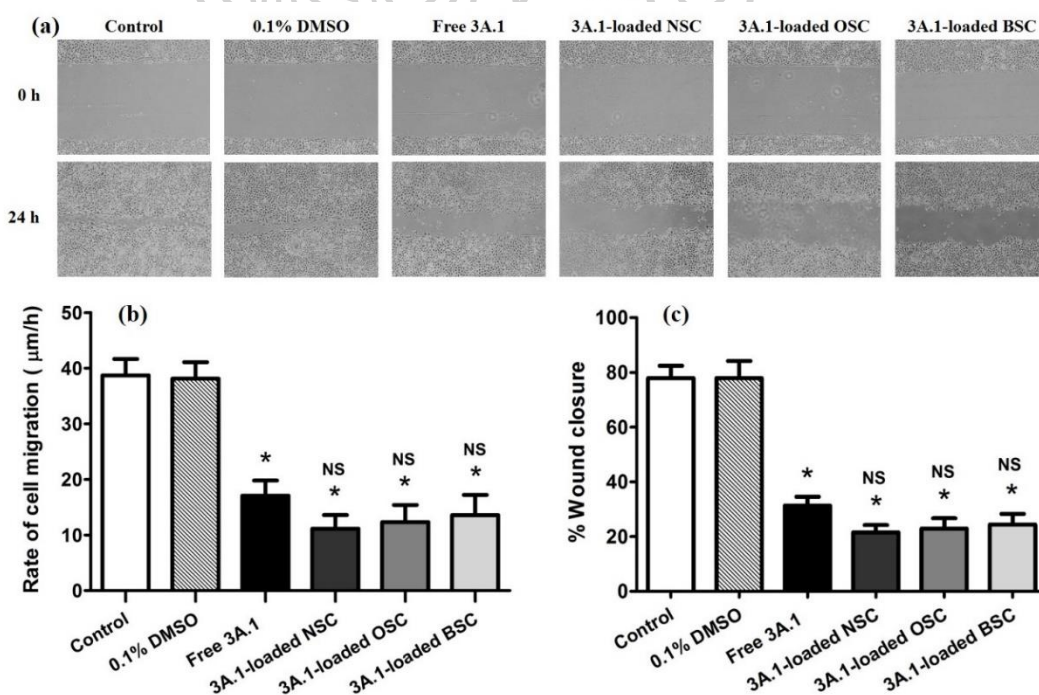 (a) Control 0.1% DMSO Free 3A.1 3A.1-loaded NSC 3A.1-loaded OSC 3A.1-loaded BSC
0 h
24 h
(b)
Rate of cell migration ( μm/h)
50
40
30
20
10
0
* NS * NS * NS *
Control
0.1% DMSO
Free 3A.1
3A.1-loaded NSC
3A.1-loaded OSC
3A.1-loaded BSC
(c)
% Wound closure
100
80
60
40
20
0
* NS * NS * NS *
Control
0.1% DMSO
Free 3A.1
3A.1-loaded NSC
3A.1-loaded OSC
3A.1-loaded BSC